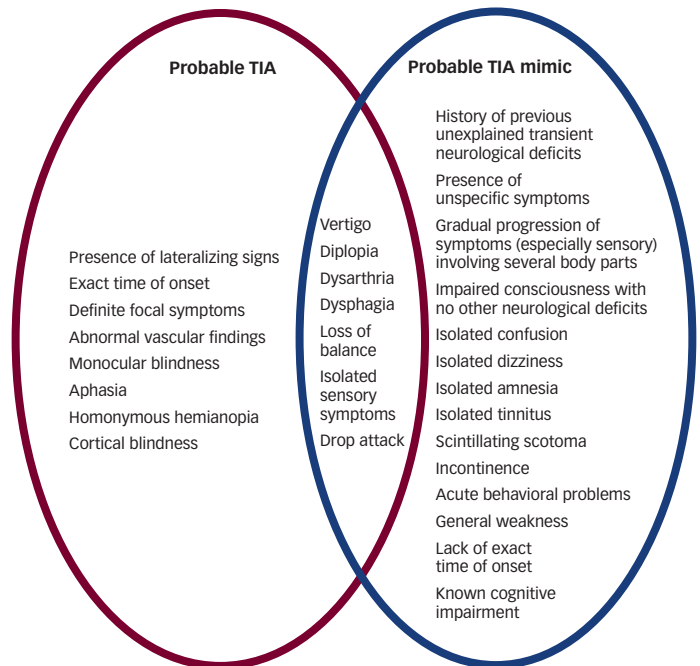 Probable TIA
Presence of lateralizing signs
Exact time of onset
Definite focal symptoms
Abnormal vascular findings
Monocular blindness
Aphasia
Homonymous hemianopia
Cortical blindness
Vertigo
Diplopia
Dysarthria
Dysphagia
Loss of
balance
Isolated
sensory
symptoms
Drop attack
Probable TIA mimic
History of previous
unexplained transient
neurological deficits
Presence of
unspecific symptoms
Gradual progression of
symptoms (especially sensory)
involving several body parts
Impaired consciousness with
no other neurological deficits
Isolated confusion
Isolated dizziness
Isolated amnesia
Isolated tinnitus
Scintillating scotoma
Incontinence
Acute behavioral problems
General weakness
Lack of exact
time of onset
Known cognitive
impairment